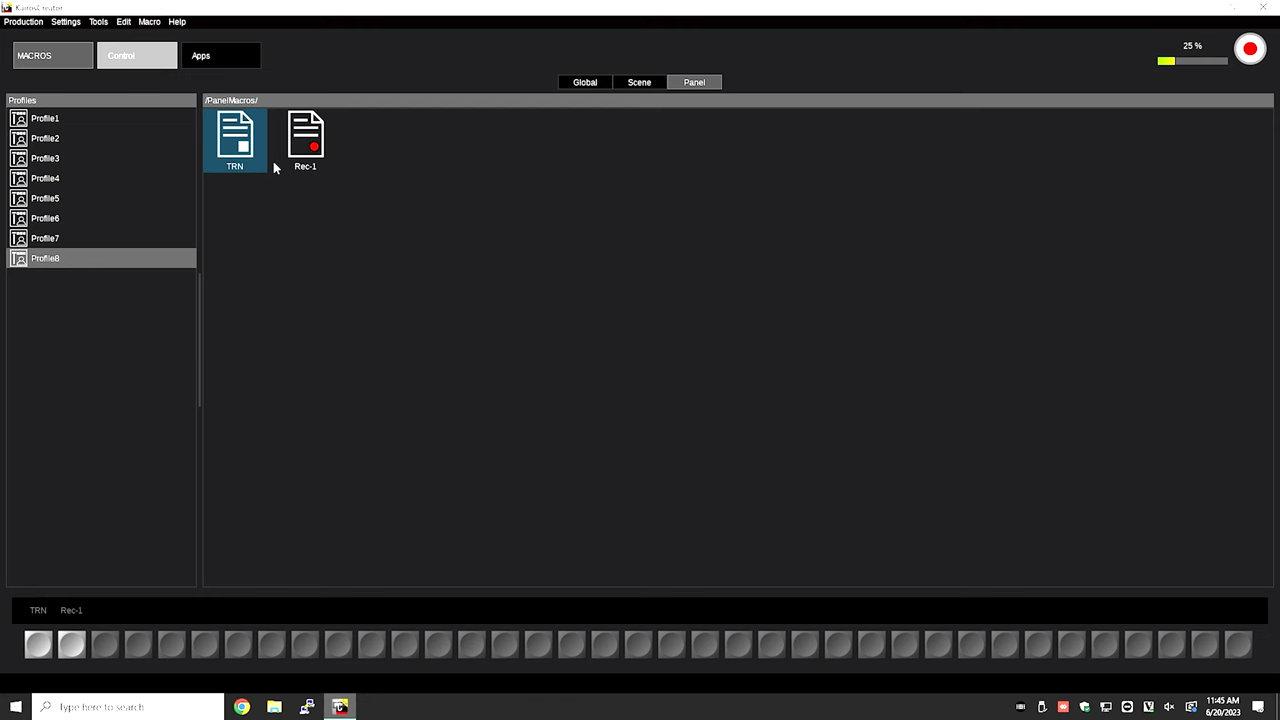 KairosCreator
Production Settings Tools Edit Macro Help
MACROS Control Apps
25 %
Global Scene Panel
Profiles
/PanelMacros/
Profile1
Profile2
Profile3
Profile4
Profile5
Profile6
Profile7
Profile8
TRN Rec-1
TRN Rec-1
Type here to search
11:45 AM
6/20/2023